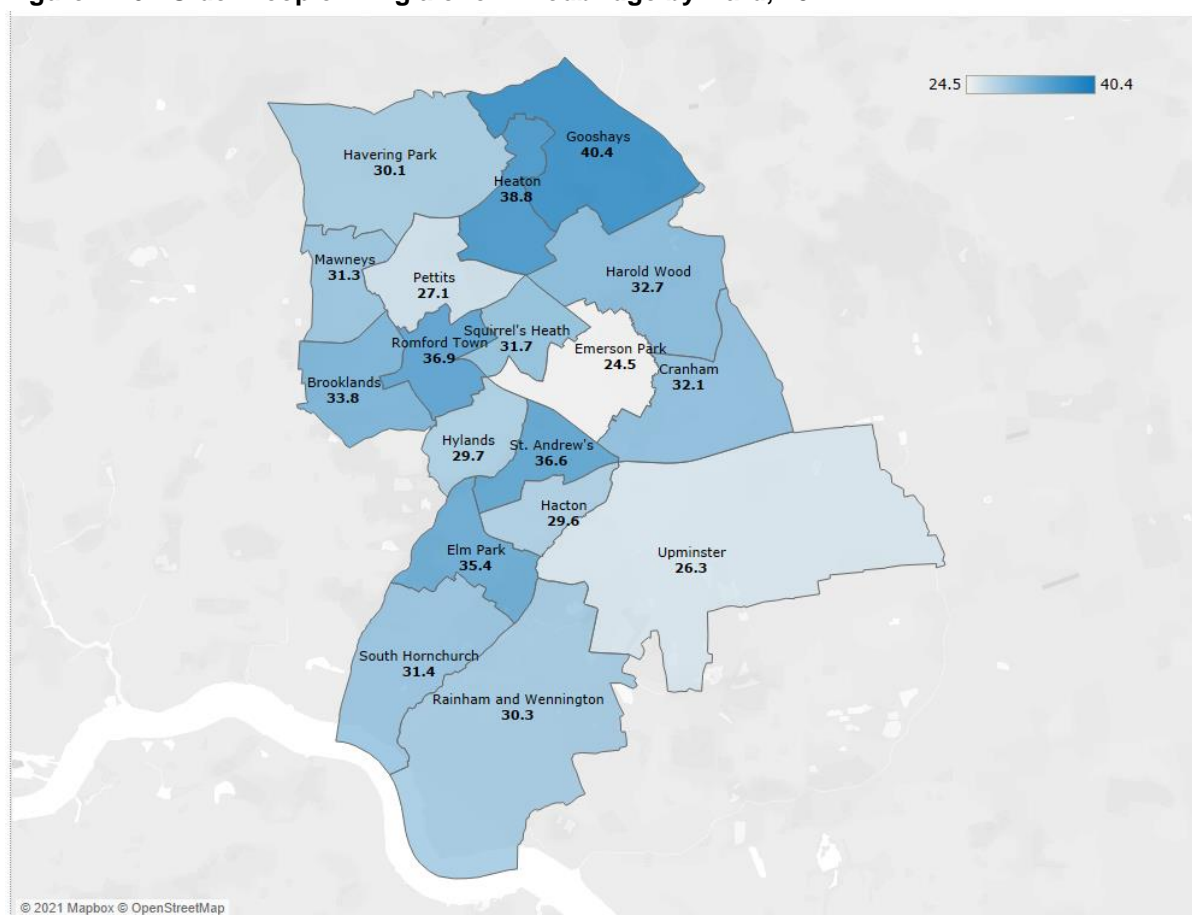 24.5 40.4
Gooshays
40.4
Havering Park
30.1
Heaton
38.8
Mawneys
31.3
Harold Wood
32.7
Pettits
27.1
Squirrel's Heath
31.7
Romford Town
36.9
Emerson Park
24.5
Cranham
32.1
Brooklands
33.8
Hylands
29.7
St. Andrew's
36.6
Hacton
29.6
Elm Park
35.4
Upminster
26.3
South Hornchurch
31.4
Rainham and Wennington
30.3
© 2021 Mapbox © OpenStreetMap